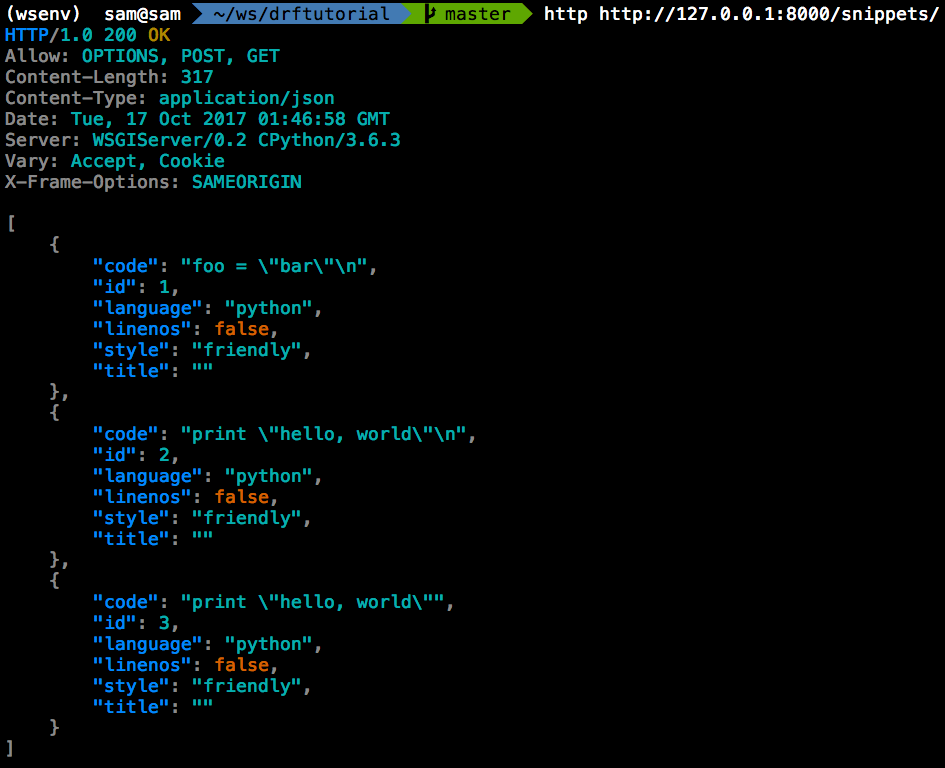 (wsenv)  sam@sam  ~/ws/drftutorial  master  http http://127.0.0.1:8000/snippets/
HTTP/1.0 200 OK
Allow: OPTIONS, POST, GET
Content-Length: 317
Content-Type: application/json
Date: Tue, 17 Oct 2017 01:46:58 GMT
Server: WSGIServer/0.2 CPython/3.6.3
Vary: Accept, Cookie
X-Frame-Options: SAMEORIGIN

[
    {
        "code": "foo = \"bar\"\n",
        "id": 1,
        "language": "python",
        "linenos": false,
        "style": "friendly",
        "title": ""
    },
    {
        "code": "print \"hello, world\"\n",
        "id": 2,
        "language": "python",
        "linenos": false,
        "style": "friendly",
        "title": ""
    },
    {
        "code": "print \"hello, world\"",
        "id": 3,
        "language": "python",
        "linenos": false,
        "style": "friendly",
        "title": ""
    }
]